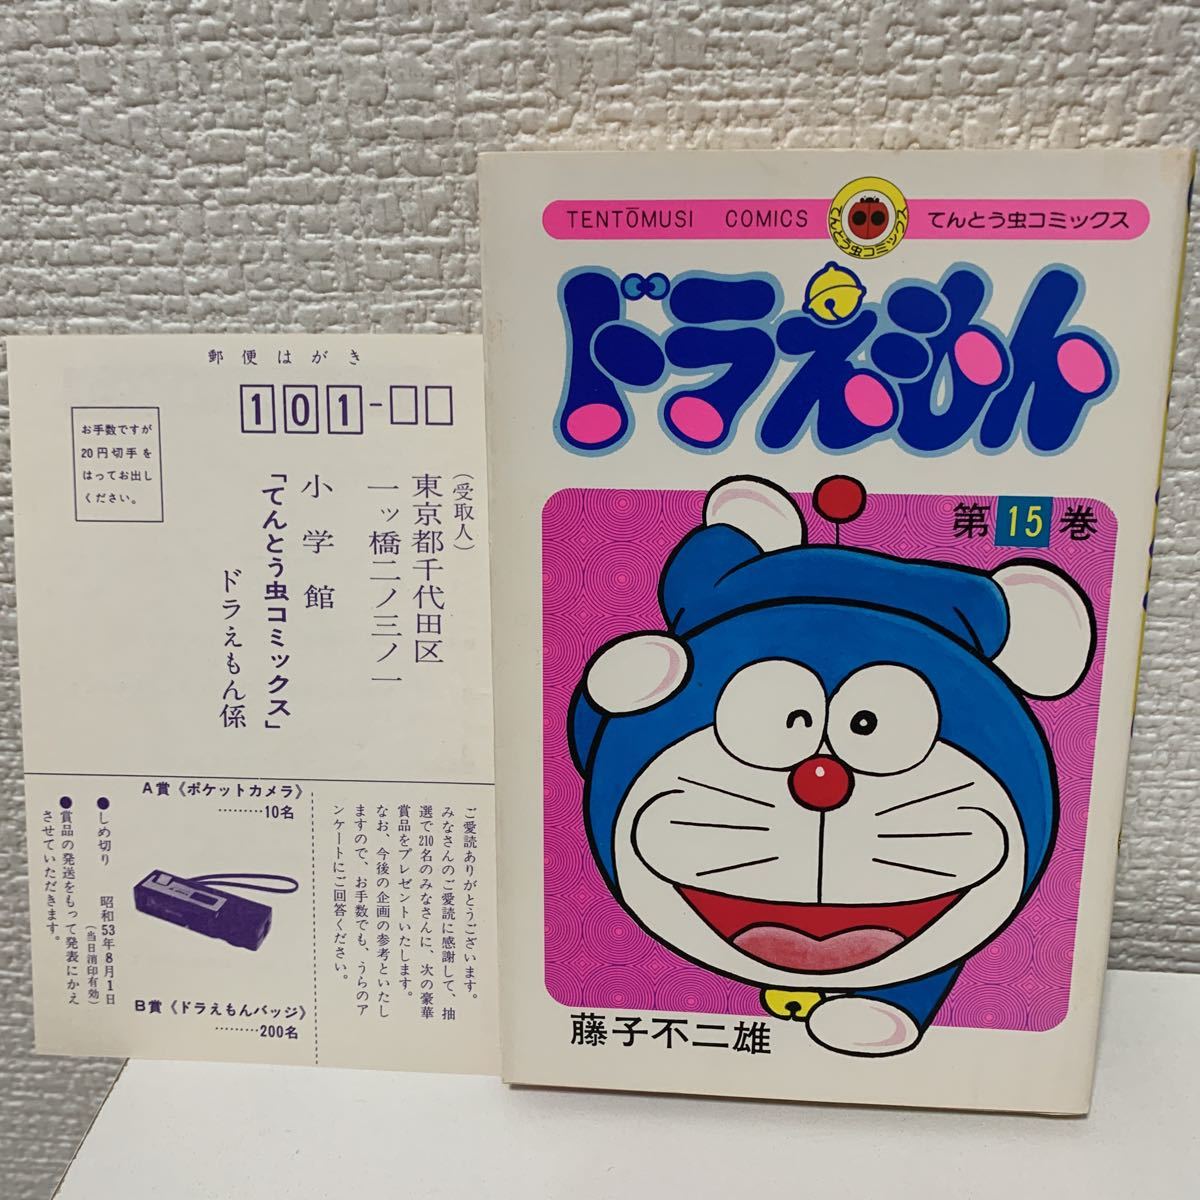 郵便はがき
101-
お手数ですが
20円切手を
はってお出し
ください。
(受取人)
東京都千代田区
一ッ橋二ノ三ノ一
小学館
「てんとう虫コミックス」
ドラえもん係
ご愛読ありがとうございます。
みなさんのご愛読に感謝して、抽
選で210名のみなさんに、次の豪華
賞品をプレゼントいたします。
なお、今後の企画の参考といたし
ますので、お手数でも、うらのア
ンケートにご回答ください。
A賞《ポケットカメラ》
………10名
B賞《ドラえもんバッジ》
………200名
●しめ切り 昭和53年8月1日
(当日消印有効)
●賞品の発送をもって発表にかえ
させていただきます。
TENTŌMUSI COMICS
てんとう虫コミックス
てんとう虫コミックス
ドラえもん
第15巻
藤子不二雄